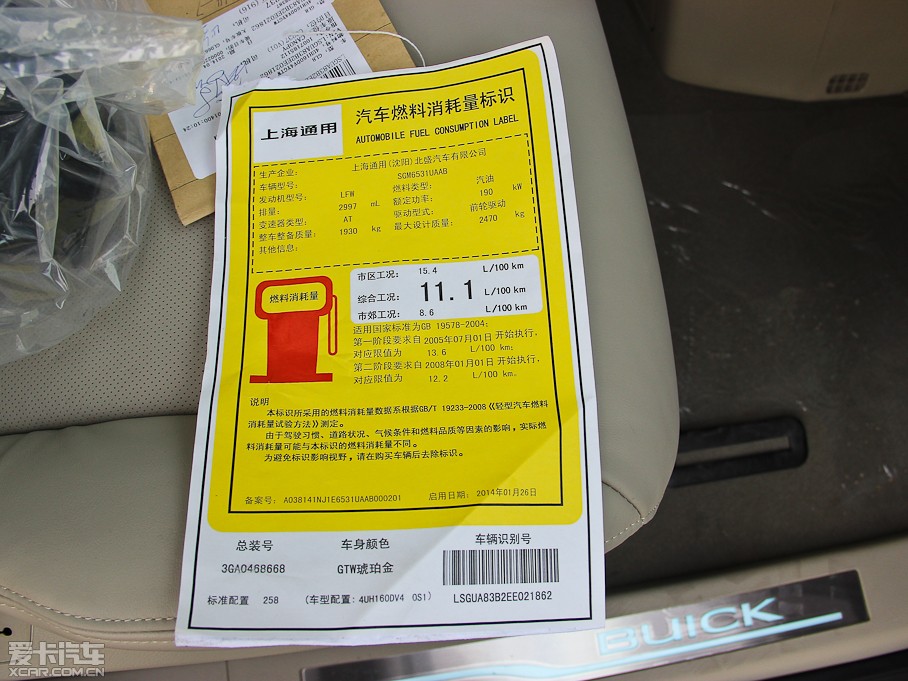 上海通用
汽车燃料消耗量标识
AUTOMOBILE FUEL CONSUMPTION LABEL
生产企业: 上海通用(沈阳)北盛汽车有限公司
车辆型号: SGM6531UAAB
发动机型号: LFW 燃料类型: 汽油
排量: 2997 mL 额定功率: 190 kW
变速器类型: AT 驱动型式: 前轮驱动
整车整备质量: 1930 kg 最大设计质量: 2470 kg
其他信息:
燃料消耗量
市区工况: 15.4 L/100 km
综合工况: 11.1 L/100 km
市郊工况: 8.6 L/100 km
适用国家标准为GB 19578-2004;
第一阶段要求自2005年07月01日开始执行,
对应限值为 13.6 L/100 km;
第二阶段要求自2008年01月01日开始执行,
对应限值为 12.2 L/100 km.
说明
本标识所采用的燃料消耗量数据系根据GB/T 19233-2008《轻型汽车燃料
消耗量试验方法》测定。
由于驾驶习惯、道路状况、气候条件和燃料品质等因素的影响,实际燃
料消耗量可能与本标识的燃料消耗量不同。
为避免标识影响视野,请在购买车辆后去除标识。
备案号: A038141NJ1E6531UAAB000201 启用日期: 2014年01月26日
总装号 车身颜色 车辆识别号
3GA0468668 GTW琥珀金
标准配置 258 (车型配置: 4UH160DV4 0S1) LSGUA83B2EE021862
BUICK
爱卡汽车
XCAR.COM.CN